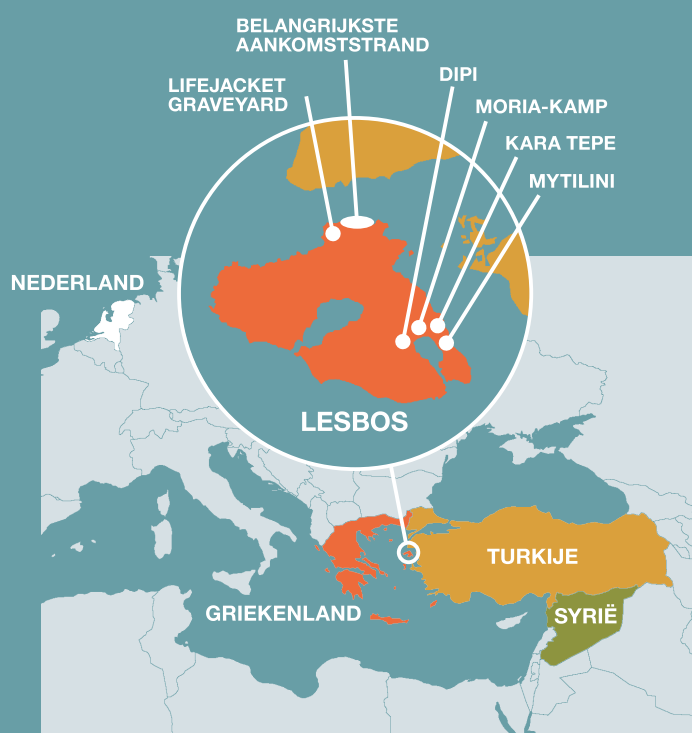 BELANGRIJKSTE
AANKOMSTSTRAND
LIFEJACKET
GRAVEYARD
DIPI
MORIA-KAMP
KARA TEPE
MYTILINI
NEDERLAND
LESBOS
TURKIJE
GRIEKENLAND
SYRIË